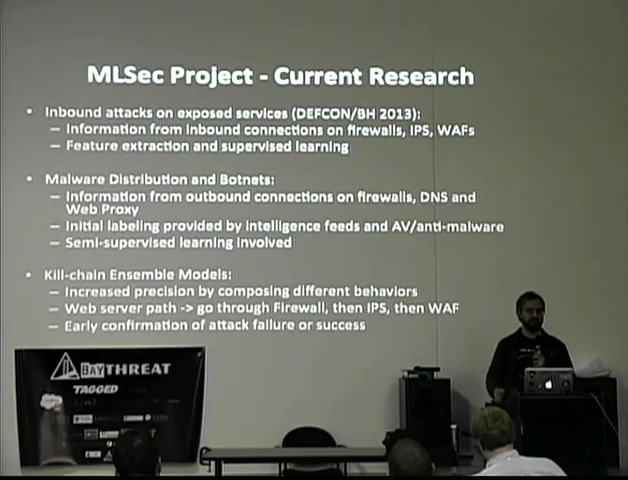 MLSec Project - Current Research
• Inbound attacks on exposed services (DEFCON/BH 2013):
– Information from inbound connections on firewalls, IPS, WAFs
– Feature extraction and supervised learning
• Malware Distribution and Botnets:
– Information from outbound connections on firewalls, DNS and
Web Proxy
– Initial labeling provided by intelligence feeds and AV/anti-malware
– Semi-supervised learning involved
• Kill-chain Ensemble Models:
– Increased precision by composing different behaviors
– Web server path -> go through Firewall, then IPS, then WAF
– Early confirmation of attack failure or success
BAYTHREAT
TAGGED